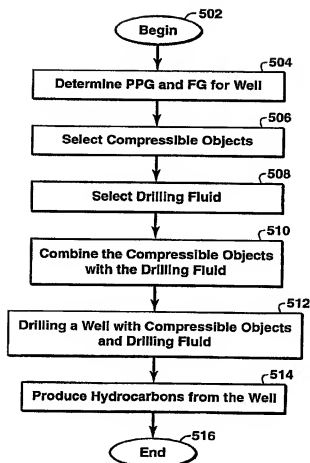 502
Begin
504
Determine PPG and FG for Well
506
Select Compressible Objects
508
Select Drilling Fluid
510
Combine the Compressible Objects
with the Drilling Fluid
512
Drilling a Well with Compressible Objects
and Drilling Fluid
514
Produce Hydrocarbons from the Well
End
516